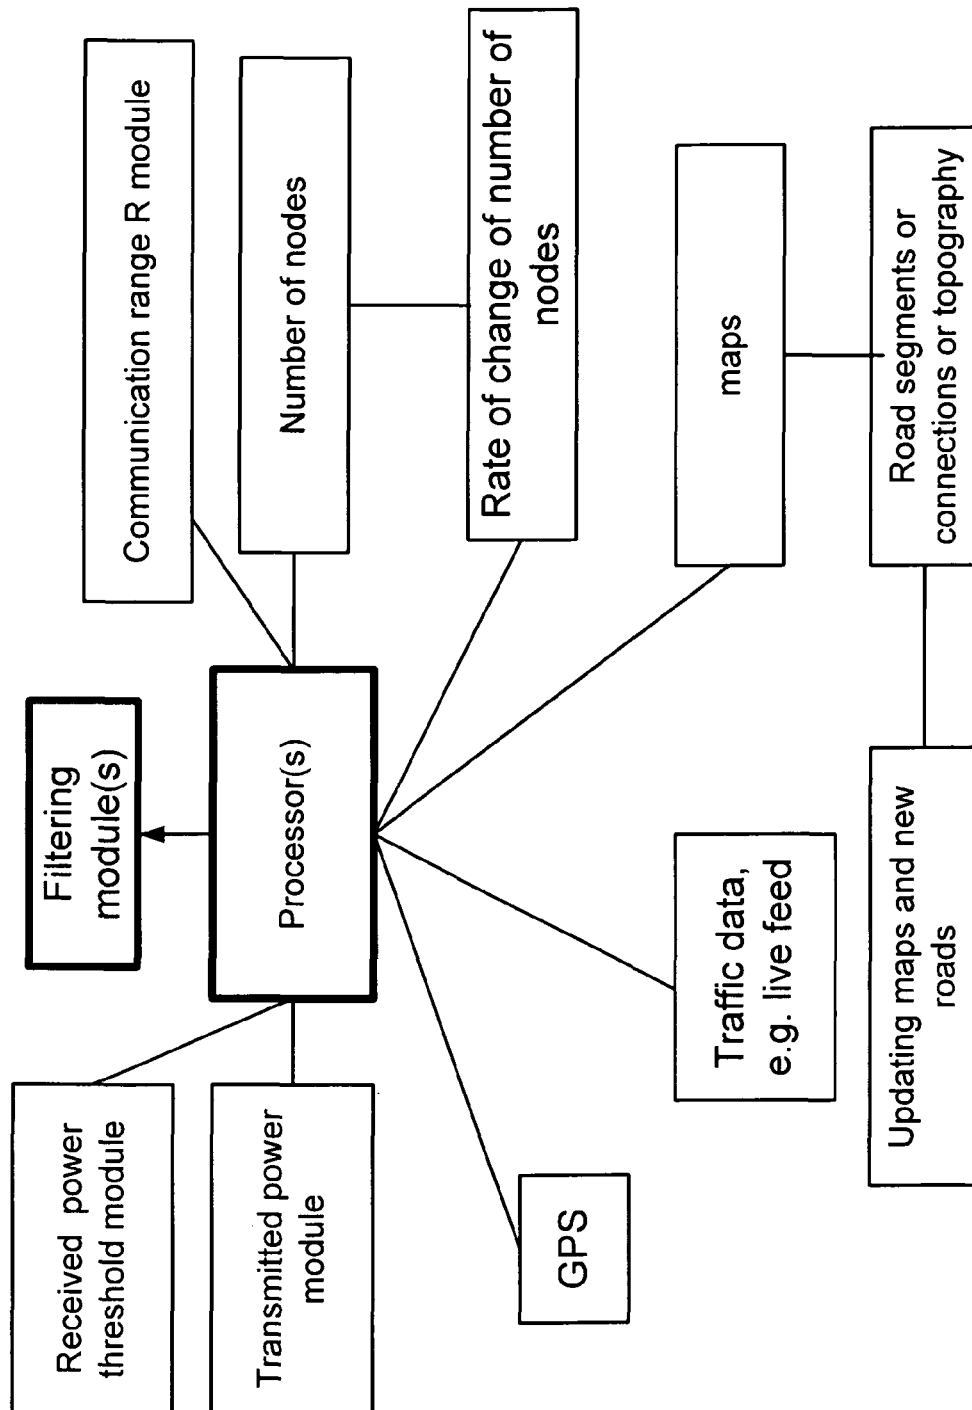 Filtering
module(s)
Received power
threshold module
Processor(s)
Communication range R module
Transmitted power
module
Number of nodes
GPS
Rate of change of number of
nodes
Traffic data,
e.g. live feed
maps
Updating maps and new
roads
Road segments or
connections or topography